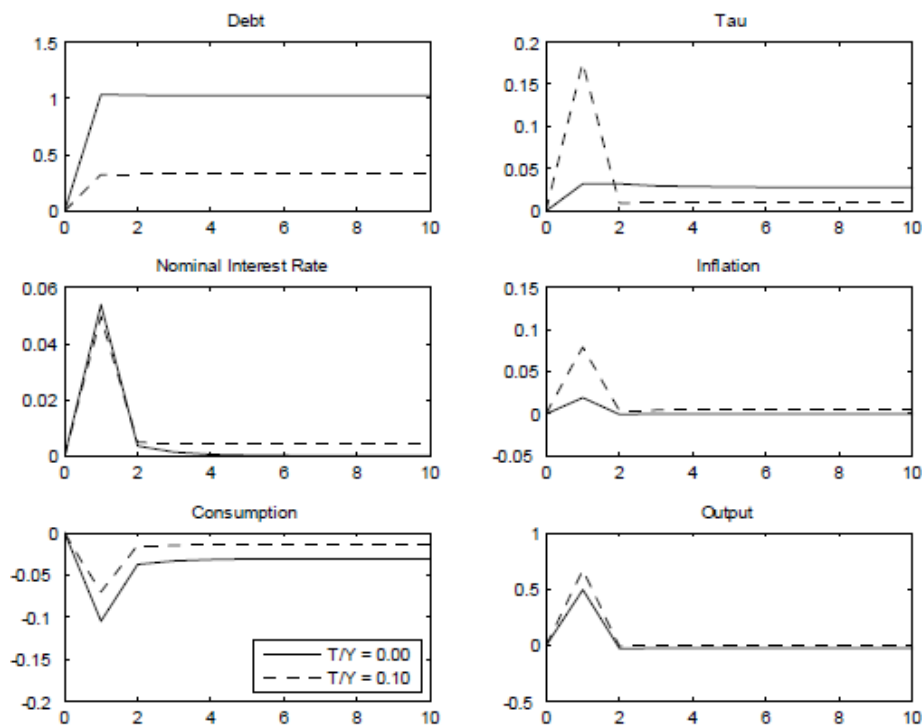 Debt
1.5
1
0.5
0
0 2 4 6 8 10
Tau
0.2
0.15
0.1
0.05
0
0 2 4 6 8 10
Nominal Interest Rate
0.06
0.04
0.02
0
0 2 4 6 8 10
Inflation
0.15
0.1
0.05
0
-0.05
0 2 4 6 8 10
Consumption
0
-0.05
-0.1
-0.15
-0.2
0 2 4 6 8 10
T/Y = 0.00
T/Y = 0.10
Output
1
0.5
0
-0.5
0 2 4 6 8 10